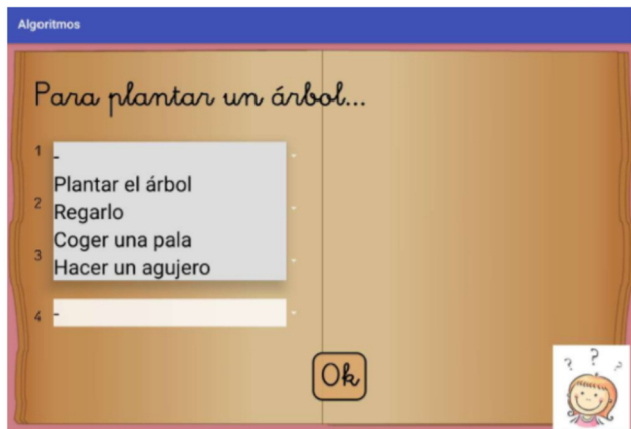 Algoritmos
Para plantar un árbol...
1 -
Plantar el árbol
2
Regarlo
Coger una pala
3
Hacer un agujero
4 -
Ok
? ? ?